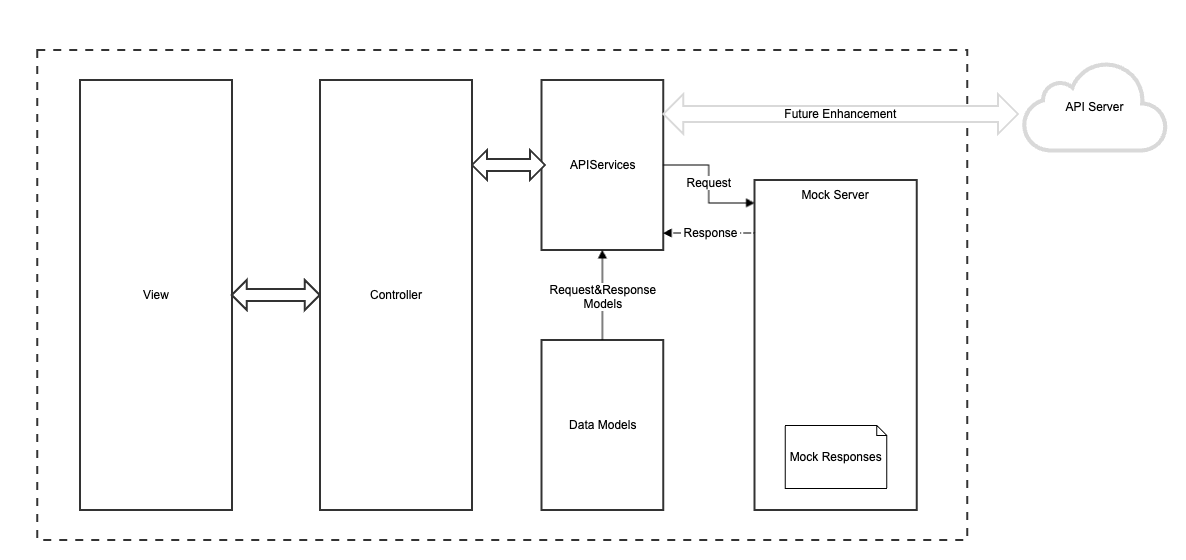 API Server
Future Enhancement
APIServices
Request
Mock Server
Response
View
Controller
Request&Response
Models
Data Models
Mock Responses